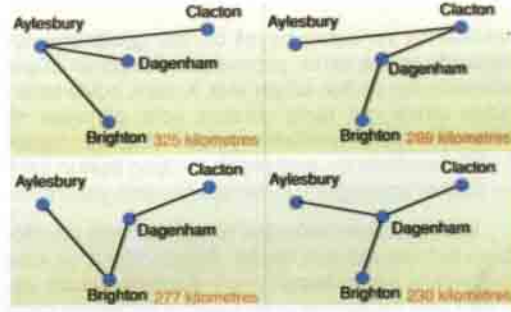 Aylesbury
Clacton
Dagenham
Brighton 325 kilometres
Clacton
Aylesbury
Dagenham
Brighton 289 kilometres
Aylesbury
Clacton
Dagenham
Brighton 277 kilometres
Clacton
Aylesbury
Dagenham
Brighton 230 kilometres